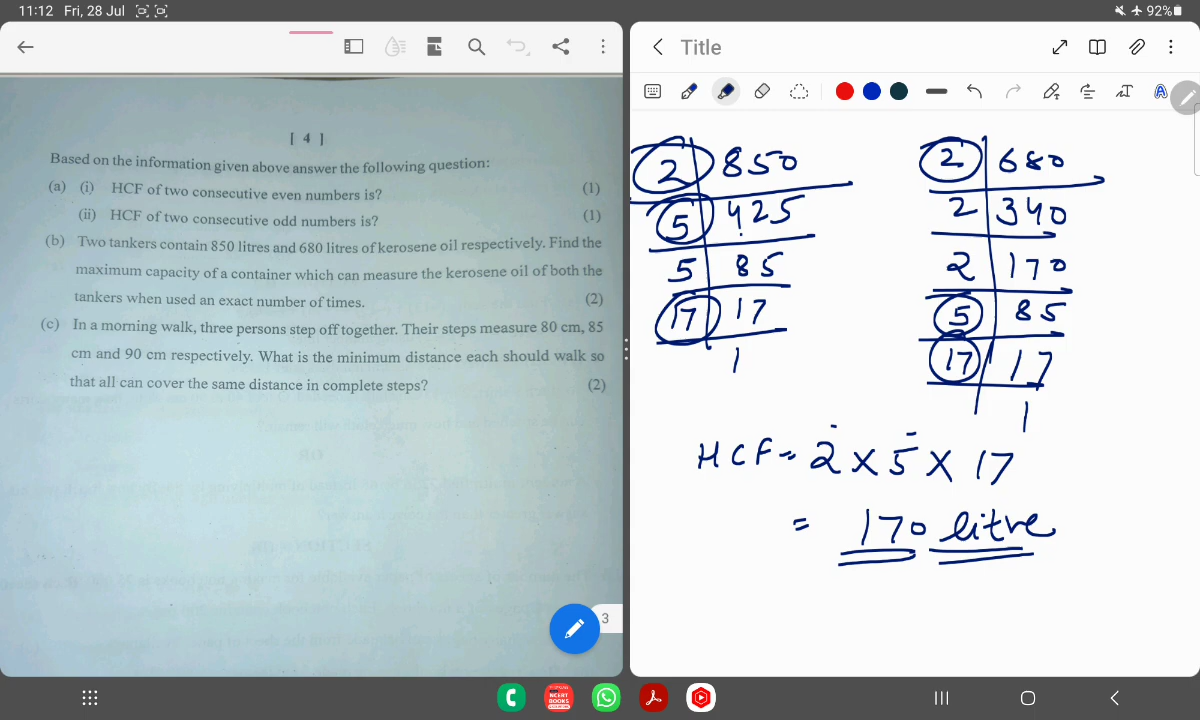 11:12 Fri, 28 Jul
92%
[ 4 ]
Based on the information given above answer the following question:
(a) (i) HCF of two consecutive even numbers is? (1)
(ii) HCF of two consecutive odd numbers is? (1)
(b) Two tankers contain 850 litres and 680 litres of kerosene oil respectively. Find the
maximum capacity of a container which can measure the kerosene oil of both the
tankers when used an exact number of times. (2)
(c) In a morning walk, three persons step off together. Their steps measure 80 cm, 85
cm and 90 cm respectively. What is the minimum distance each should walk so
that all can cover the same distance in complete steps? (2)
3
Title
2 850
5 425
5 85
17 17
1
2 680
2 340
2 170
5 85
17 17
1
HCF = 2 X 5 X 17
= 170 litre
NCERT
BOOKS